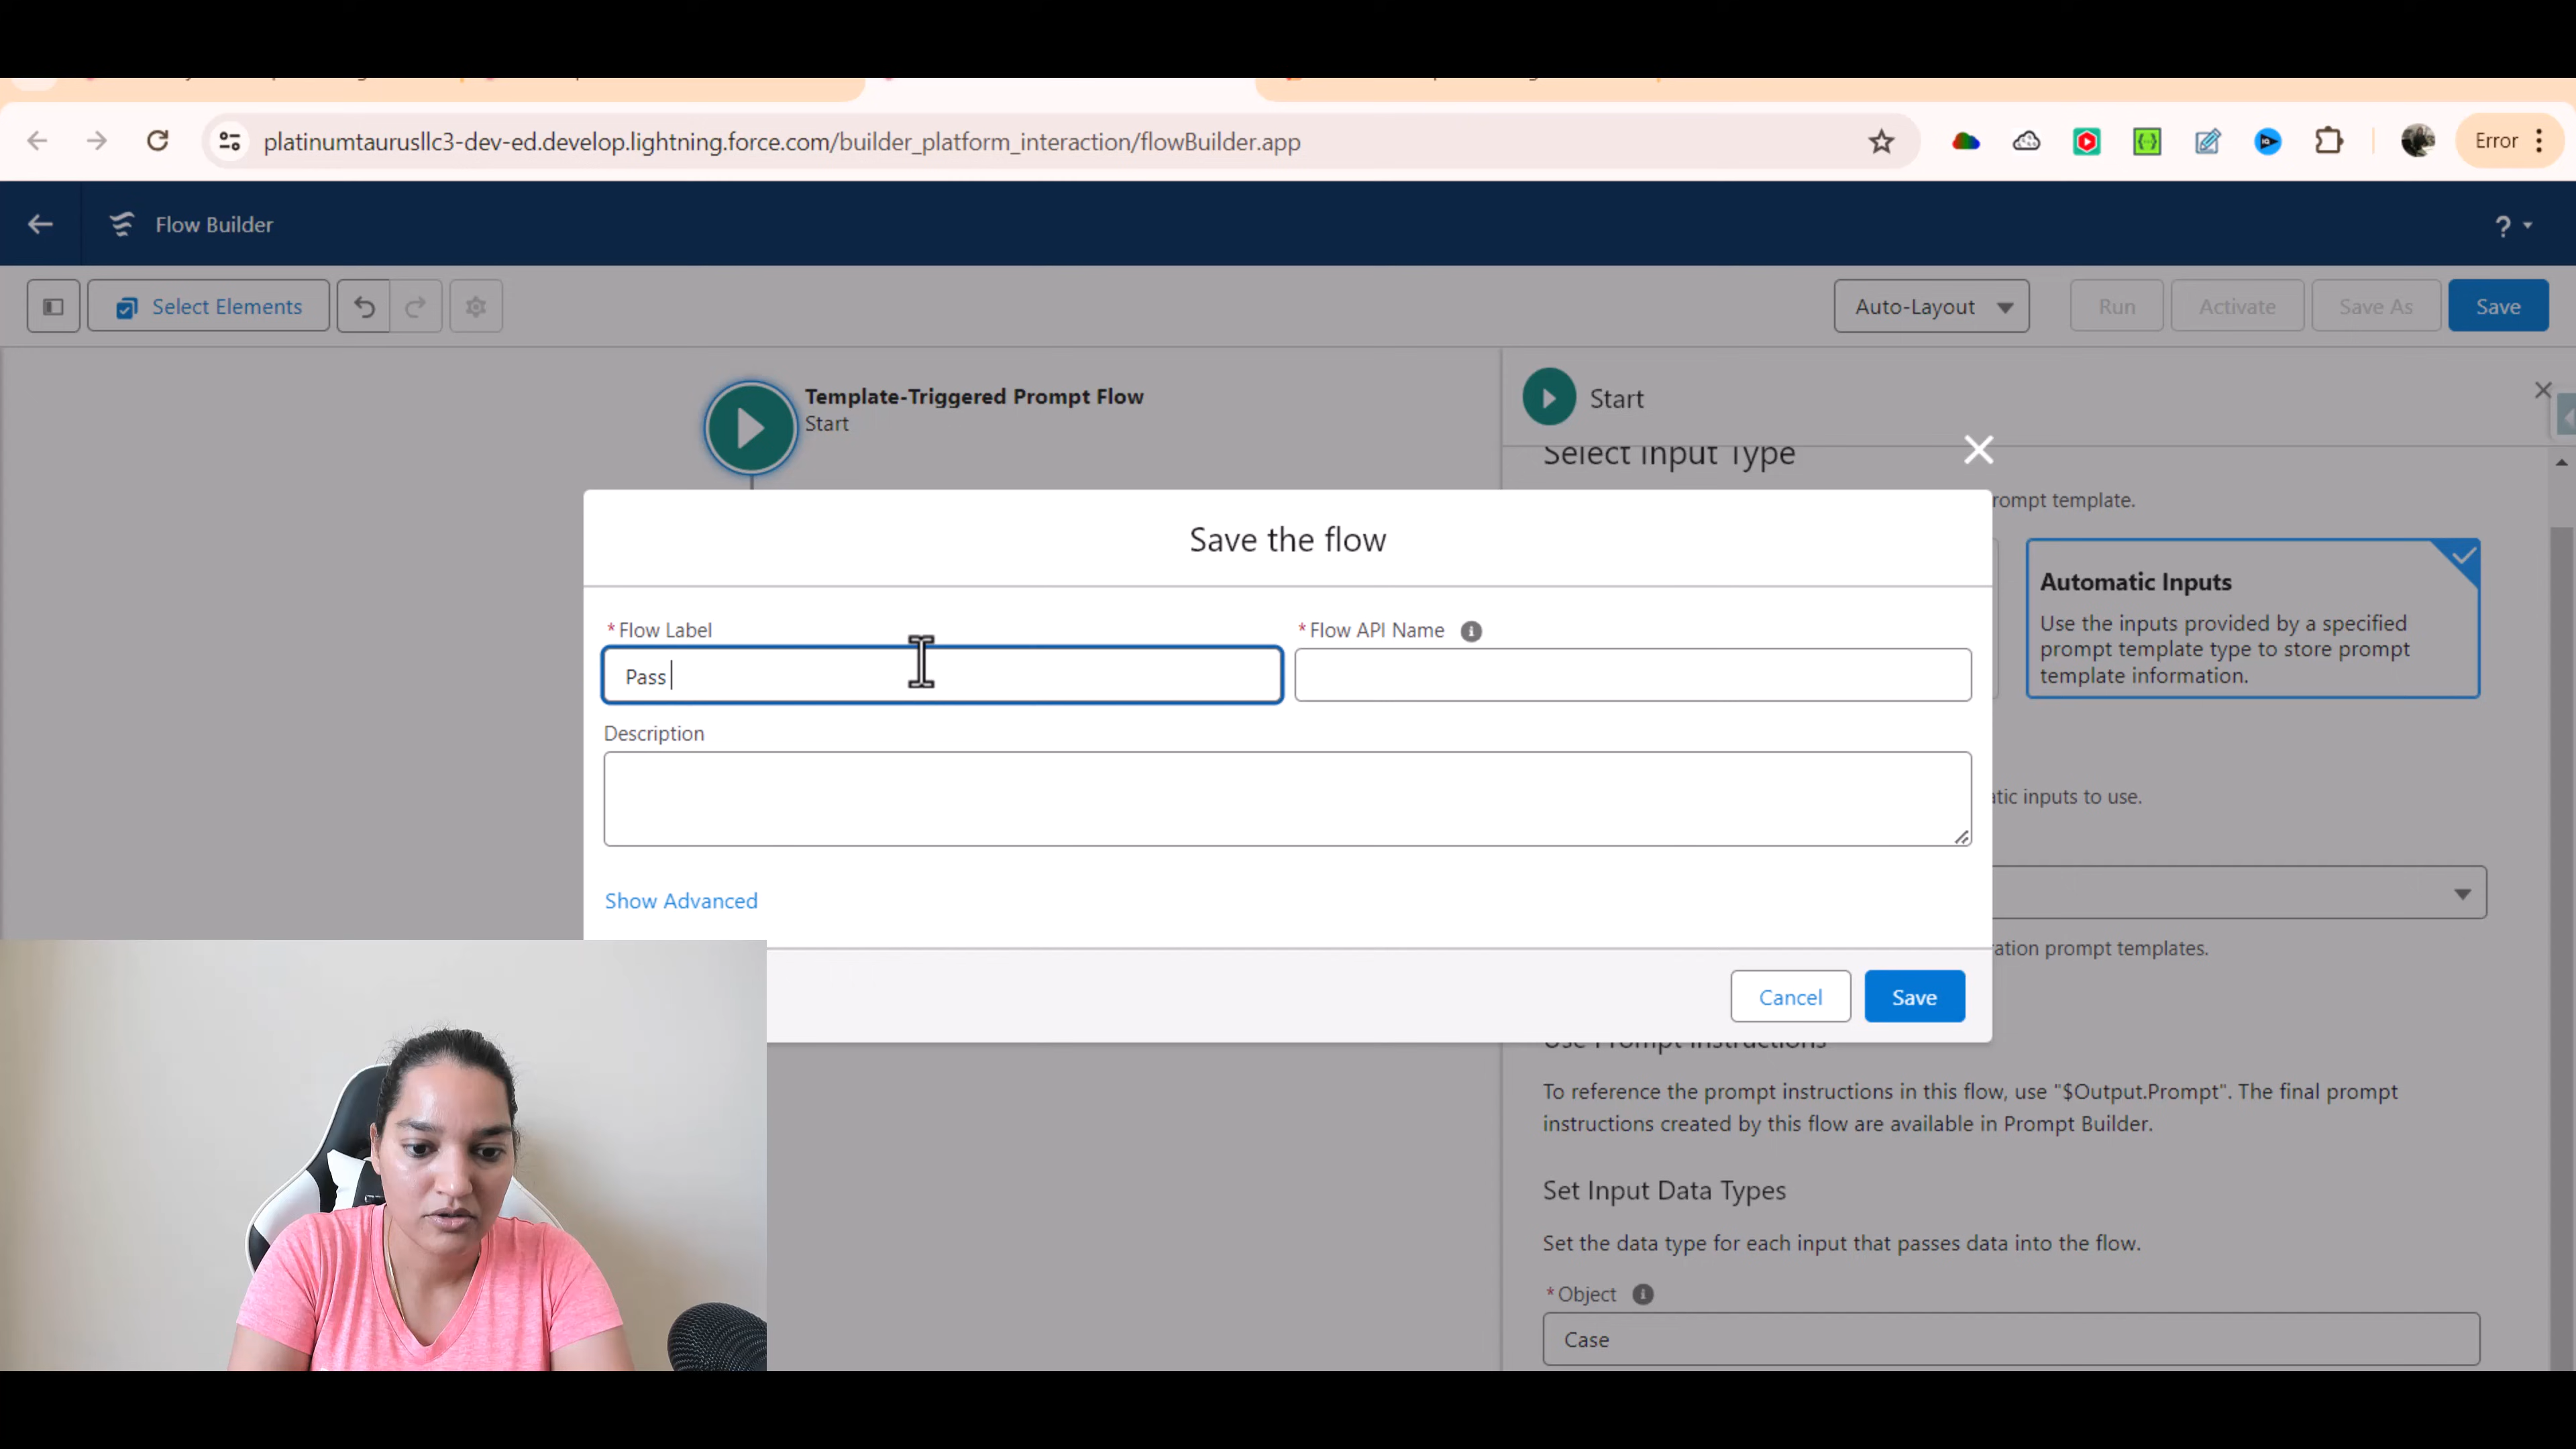 platinumtaurusllc3-dev-ed.develop.lightning.force.com/builder_platform_interaction/flowBuilder.app
Error
Flow Builder
?
Select Elements
Auto-Layout
Run
Activate
Save As
Save
Template-Triggered Prompt Flow
Start
Start
Select Input Type
rompt template.
Automatic Inputs
Use the inputs provided by a specified
prompt template type to store prompt
template information.
Save the flow
* Flow Label
* Flow API Name
Pass
Description
Show Advanced
Cancel
Save
tic inputs to use.
ration prompt templates.
Use Prompt Instructions
To reference the prompt instructions in this flow, use "$Output.Prompt". The final prompt
instructions created by this flow are available in Prompt Builder.
Set Input Data Types
Set the data type for each input that passes data into the flow.
* Object
Case